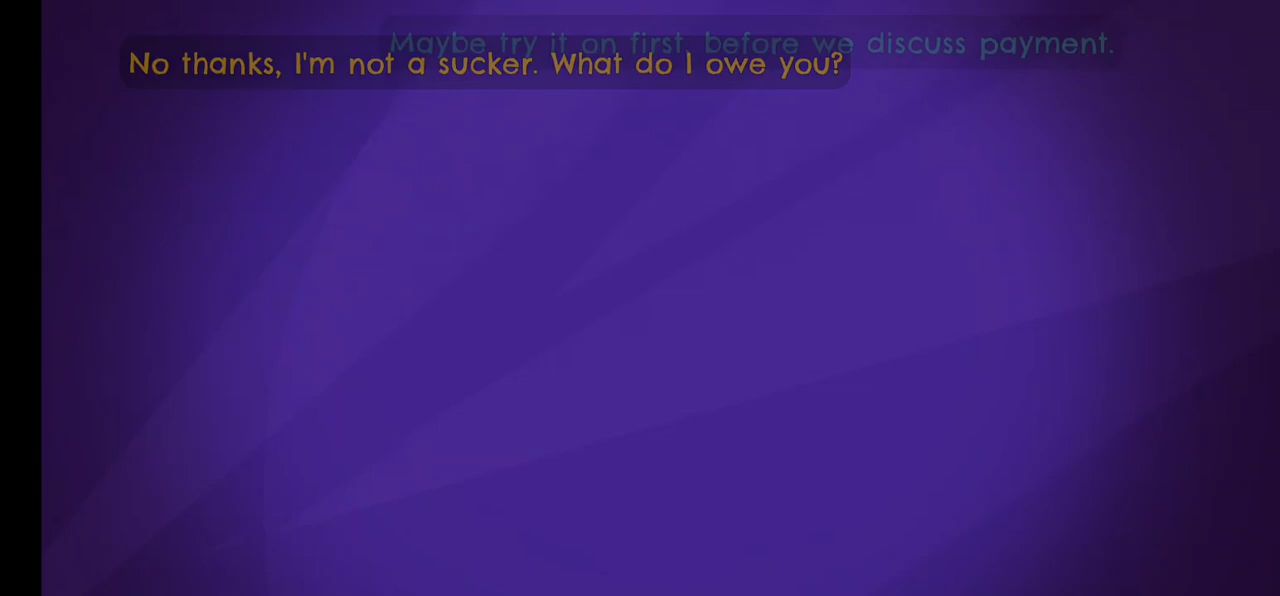 Maybe try it on first, before we discuss payment.
No thanks, I'm not a sucker. What do I owe you?